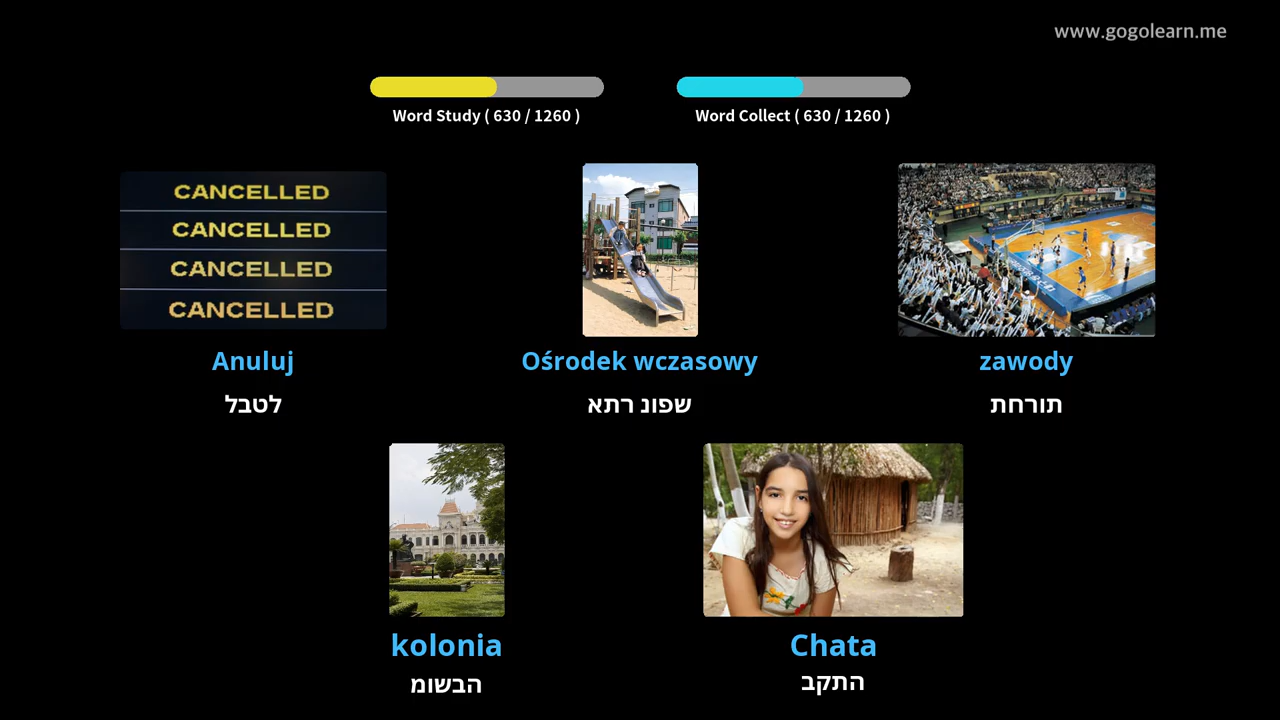 www.gogolearn.me
Word Study ( 630 / 1260 )
Word Collect ( 630 / 1260 )
CANCELLED
CANCELLED
CANCELLED
CANCELLED
Anuluj
לטבל
Ośrodek wczasowy
שפונ רתא
zawody
תורחת
kolonia
הבשומ
Chata
התקב